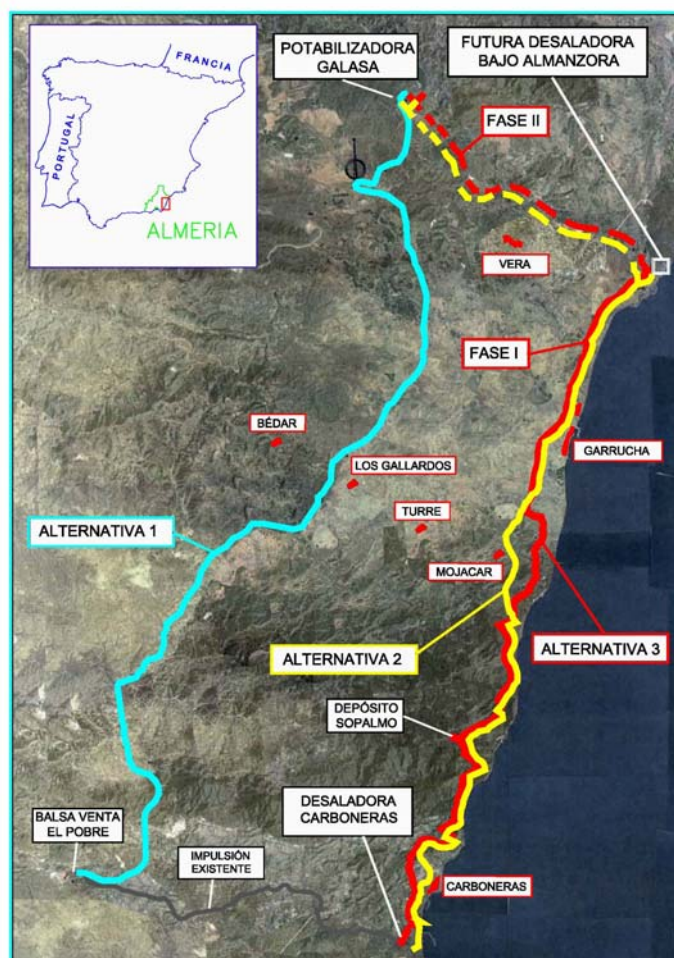 FRANCIA
PORTUGAL
ALMERIA
POTABILIZADORA
GALASA
FUTURA DESALADORA
BAJO ALMANZORA
FASE II
VERA
FASE I
BÉDAR
GARRUCHA
LOS GALLARDOS
TURRE
ALTERNATIVA 1
MOJACAR
ALTERNATIVA 2
ALTERNATIVA 3
DEPÓSITO
SOPALMO
DESALADORA
CARBONERAS
BALSA VENTA
EL POBRE
IMPULSIÓN
EXISTENTE
CARBONERAS